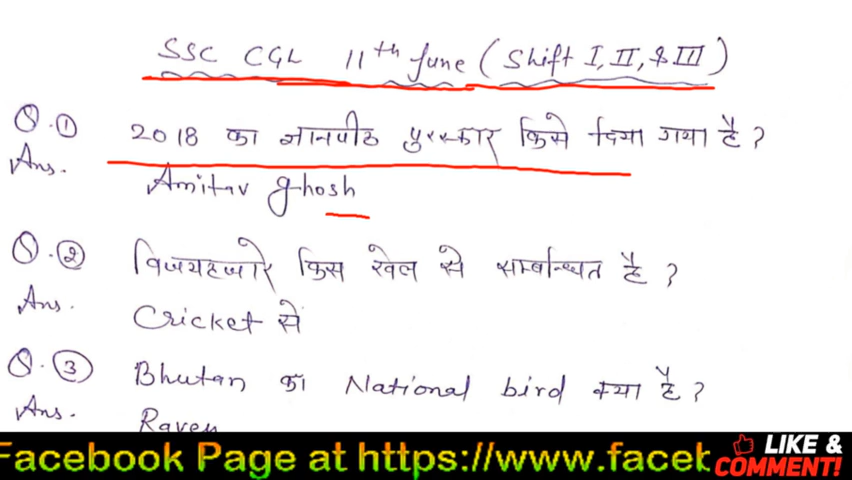 SSC CGL 11th June (Shift I, II, & III)
Q.① 2018 का ज्ञानपीठ पुरस्कार किसे दिया गया है?
Ans. Amitav Ghosh
Q.② विजयहजारे किस खेल से सम्बन्धित है?
Ans. Cricket से
Q.③ Bhutan का National bird क्या है?
Ans. Raven
Facebook Page at https://www.facek
LIKE &
COMMENT!